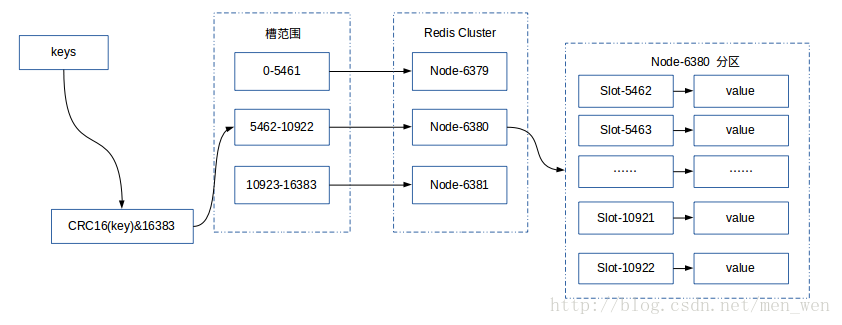 keys
CRC16(key)&16383
槽范围
0-5461
5462-10922
10923-16383
Redis Cluster
Node-6379
Node-6380
Node-6381
Node-6380 分区
Slot-5462 value
Slot-5463 value
…… ……
Slot-10921 value
Slot-10922 value
http://blog.csdn.net/men_wen